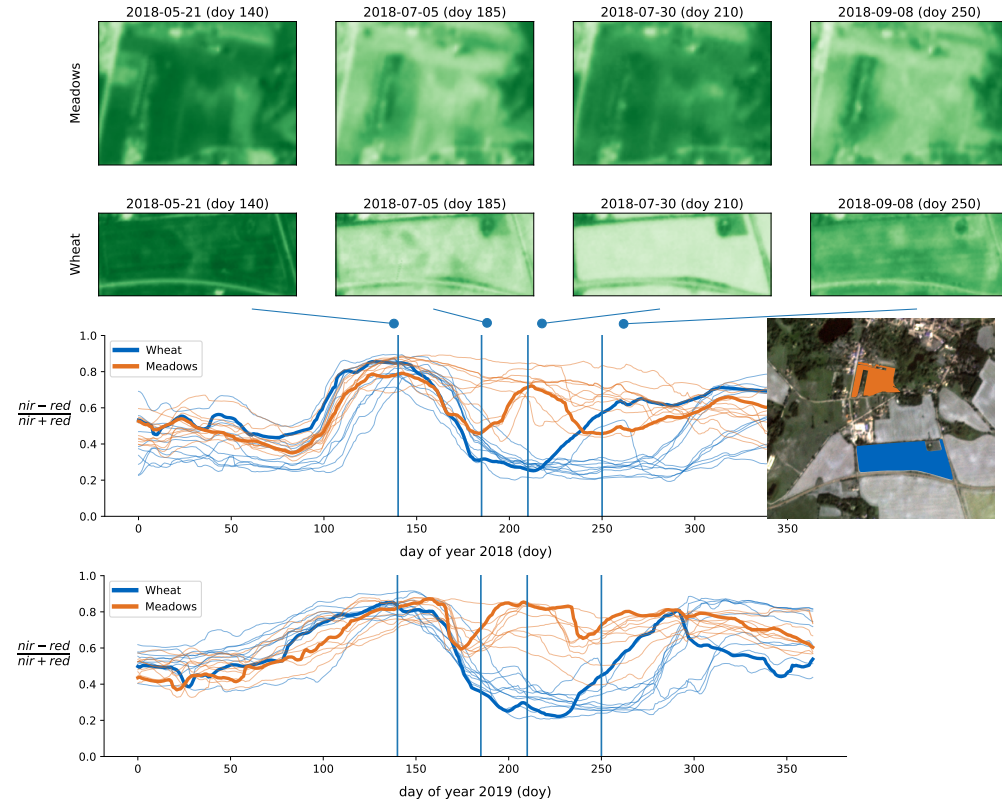 2018-05-21 (doy 140) 2018-07-05 (doy 185) 2018-07-30 (doy 210) 2018-09-08 (doy 250)
Meadows
2018-05-21 (doy 140) 2018-07-05 (doy 185) 2018-07-30 (doy 210) 2018-09-08 (doy 250)
Wheat
1.0
0.8
0.6
0.4
0.2
0.0
nir − red
nir + red
Wheat
Meadows
0 50 100 150 200 250 300 350
day of year 2018 (doy)
1.0
0.8
0.6
0.4
0.2
0.0
nir − red
nir + red
Wheat
Meadows
0 50 100 150 200 250 300 350
day of year 2019 (doy)